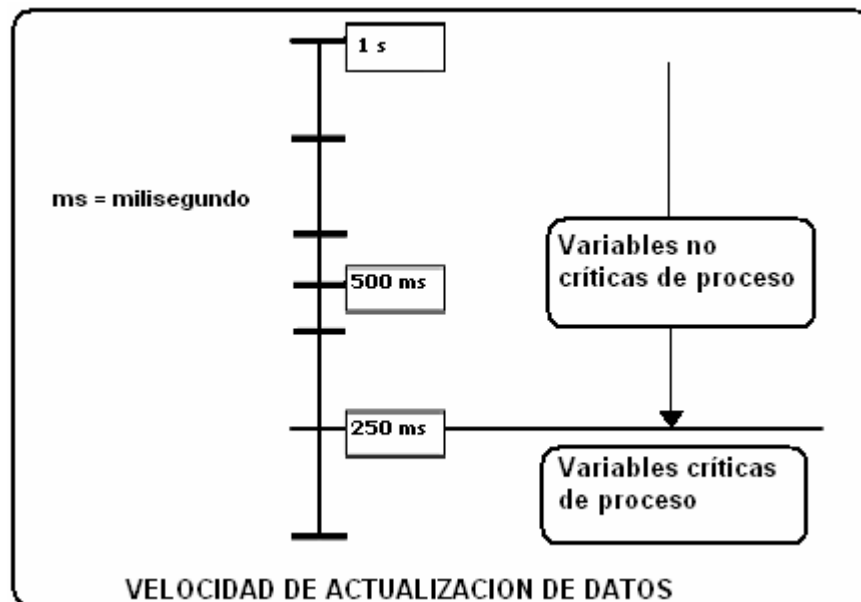 1 s
ms = milisegundo
Variables no
críticas de proceso
500 ms
250 ms
Variables críticas
de proceso
VELOCIDAD DE ACTUALIZACION DE DATOS